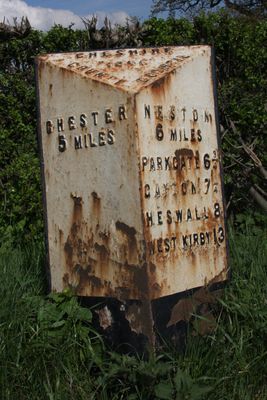 CHESHIRE
CHESTER
5 MILES
NESTON
6 MILES
PARKGATE 6
GAYTON 7
HESWALL 8
WEST KIRBY 13